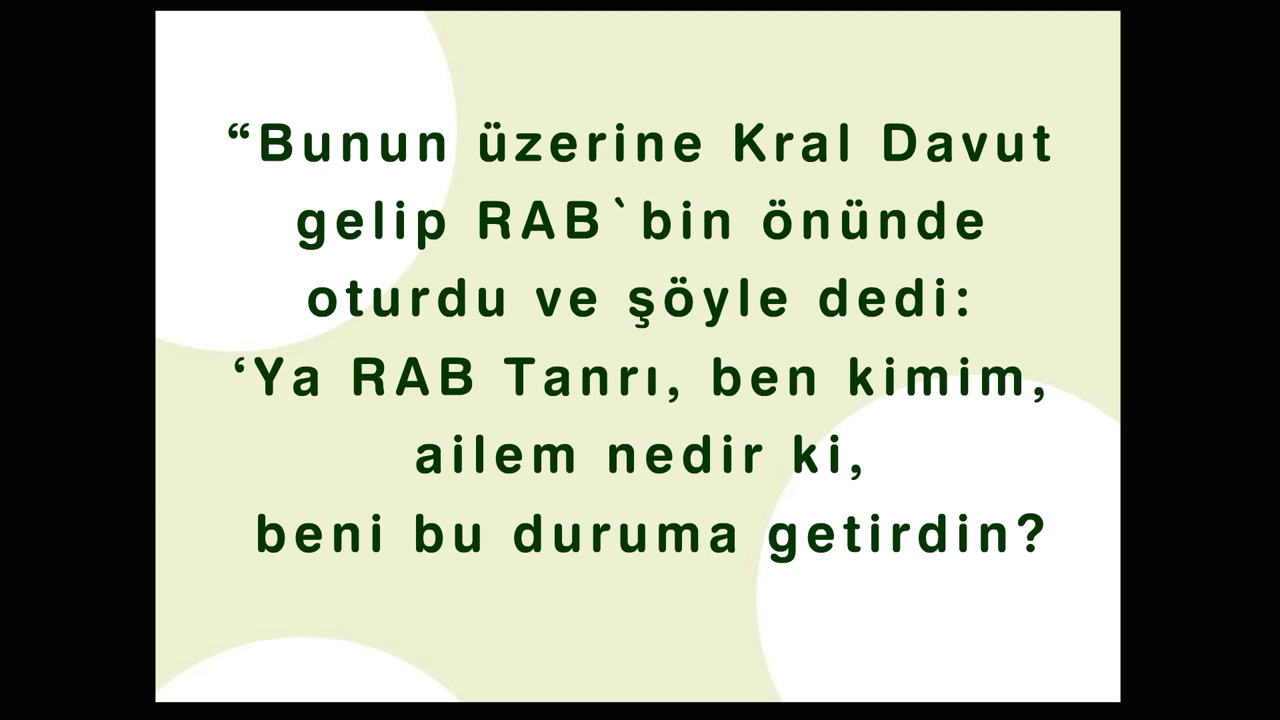 “Bunun üzerine Kral Davut
gelip RAB`bin önünde
oturdu ve şöyle dedi:
‘Ya RAB Tanrı, ben kimim,
ailem nedir ki,
beni bu duruma getirdin?